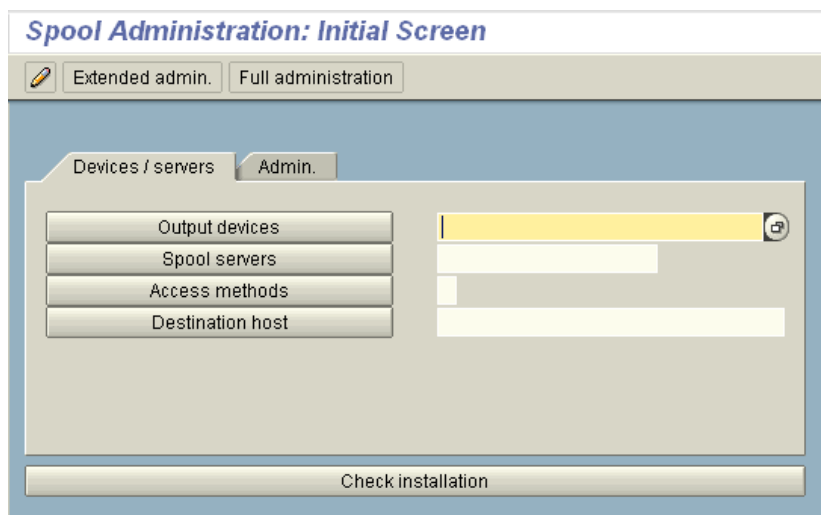 Spool Administration: Initial Screen
Extended admin. Full administration
Devices / servers Admin.
Output devices
Spool servers
Access methods
Destination host
Check installation